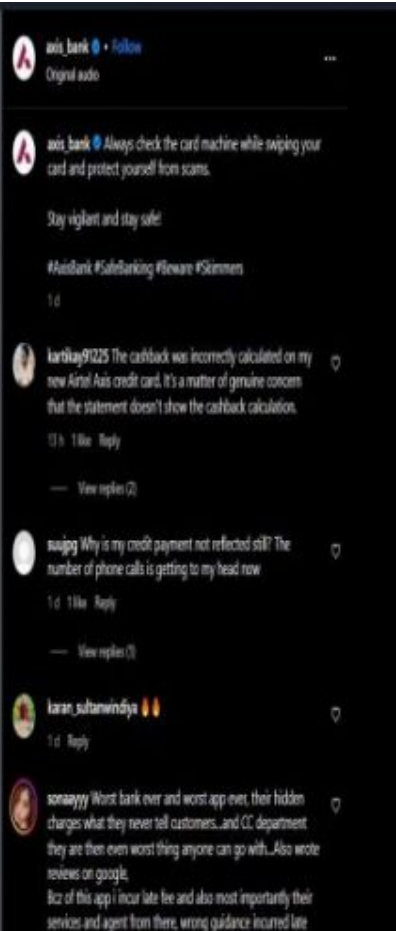 axis_bank • Follow
Original audio
axis_bank Always check the card machine while swiping your
card and protect yourself from scams.
Stay vigilant and stay safe!
#AxisBank #SafeBanking #Beware #Skimmers
1 d
kartikay91225 The cashback was incorrectly calculated on my
new Airtel Axis credit card. It's a matter of genuine concern
that the statement doesn't show the cashback calculation.
13 h 1 like Reply
View replies (2)
suujpg Why is my credit payment not reflected still? The
number of phone calls is getting to my head now
1 d 1 like Reply
View replies (1)
karan_sultanwindiya 🔥🔥
1 d Reply
sonaayyy Worst bank ever and worst app ever, their hidden
charges what they never tell customers...and CC department
they are then even worst thing anyone can go with...Also wrote
reviews on google,
Bcz of this app i incur late fee and also most importantly their
services and agent from there, wrong guidance incurred late